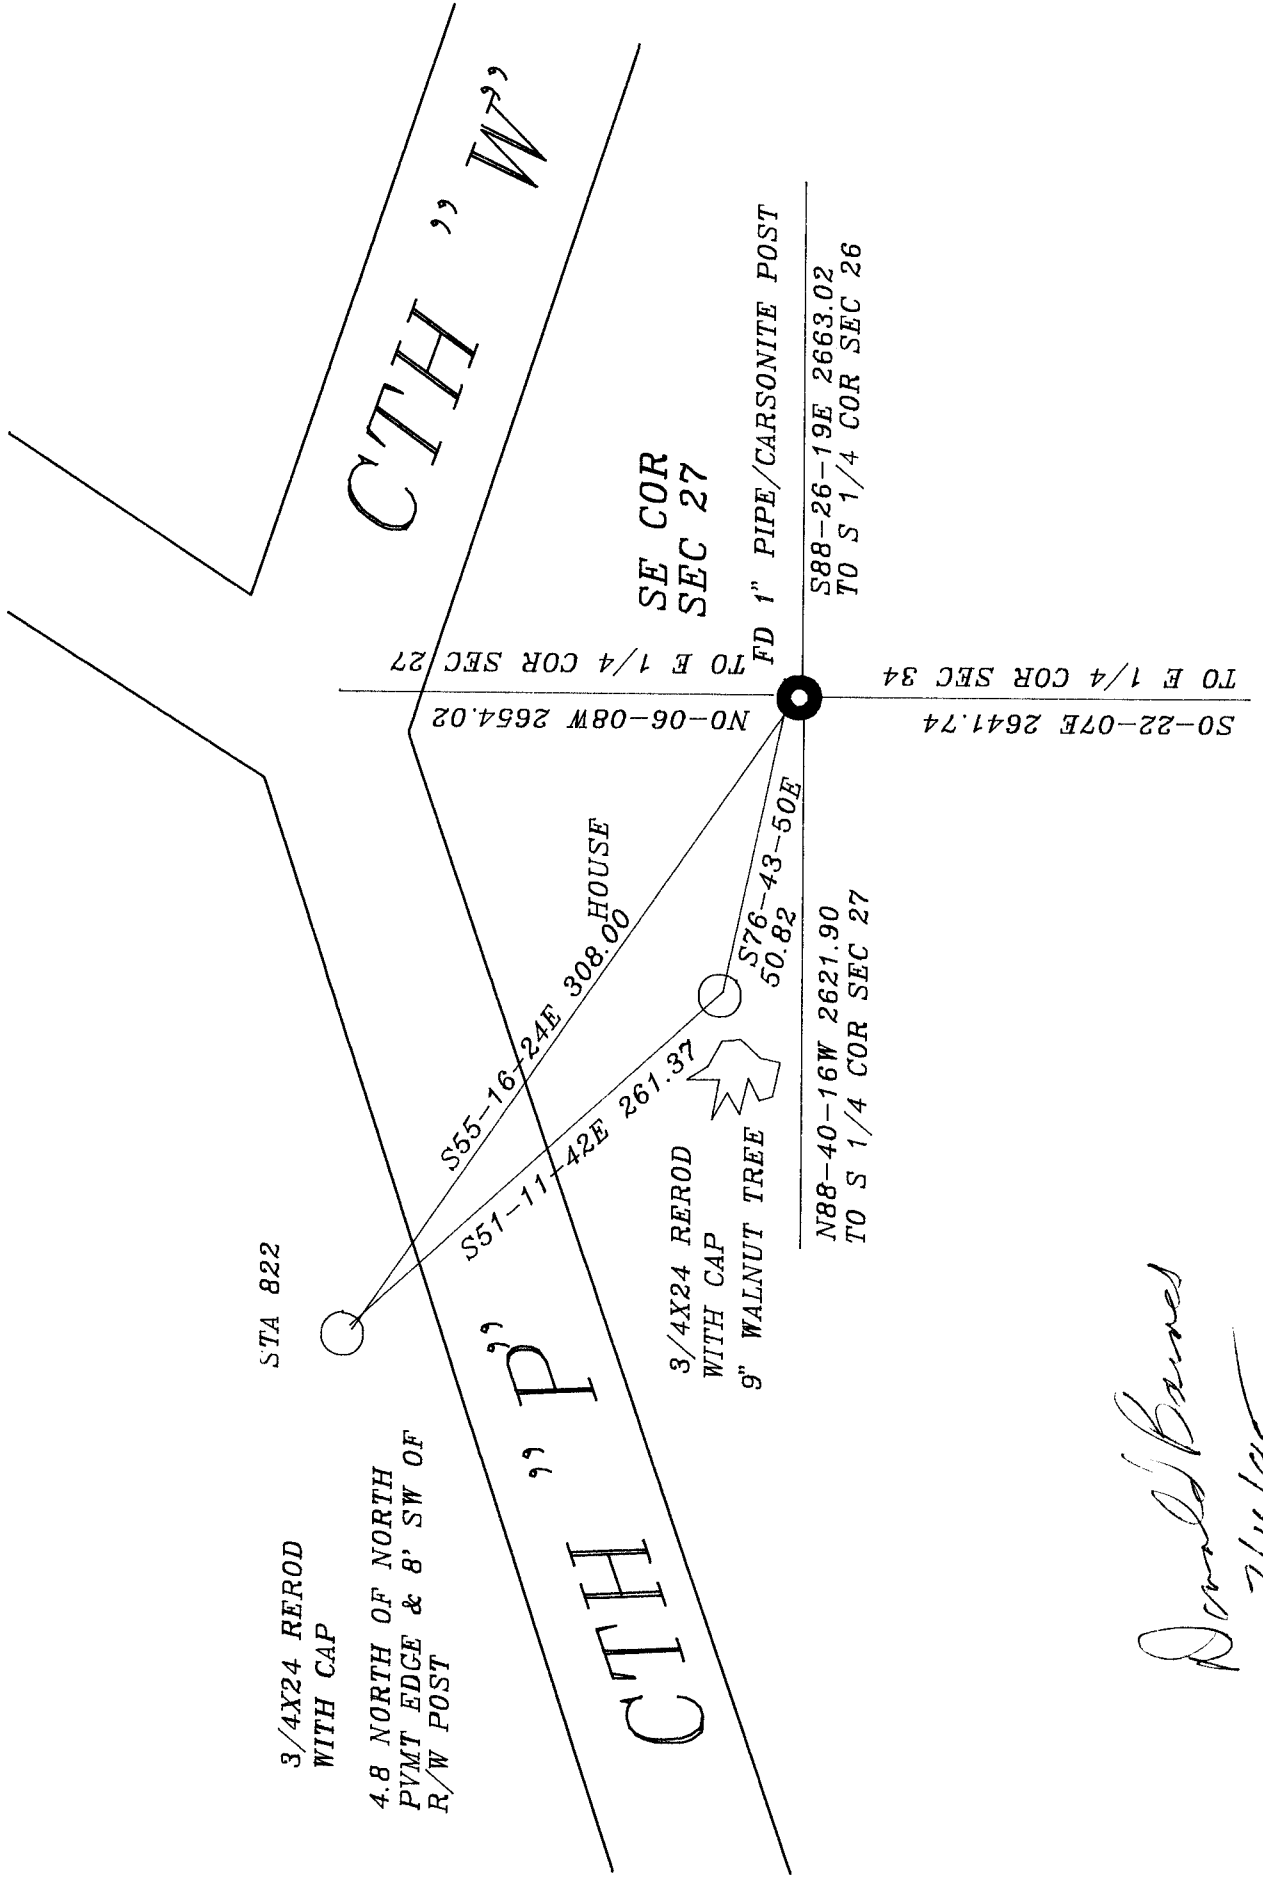 CTH "W"
SE COR
SEC 27
FD 1" PIPE/CARSONITE POST
S88-26-19E 2663.02
TO S 1/4 COR SEC 26
TO E 1/4 COR SEC 27
N0-06-08W 2654.02
TO E 1/4 COR SEC 34
S0-22-07E 2641.74
HOUSE
S55-16-24E 308.00
S51-11-42E 261.37
S76-43-50E
50.82
N88-40-16W 2621.90
TO S 1/4 COR SEC 27
STA 822
3/4X24 REROD
WITH CAP
9" WALNUT TREE
CTH "P"
3/4X24 REROD
WITH CAP
4.8 NORTH OF NORTH
PVMT EDGE & 8' SW OF
R/W POST